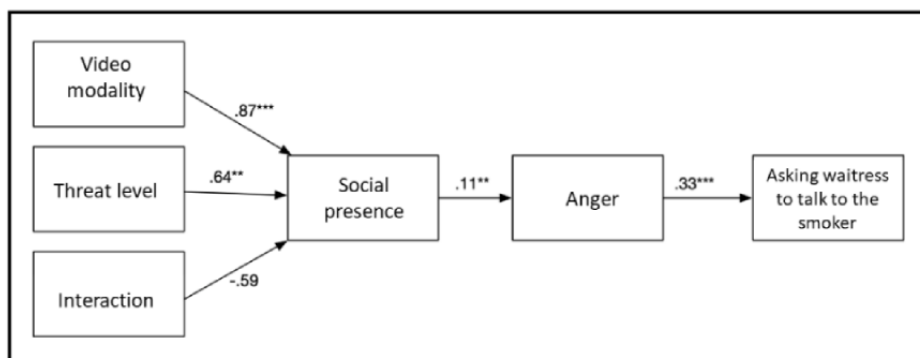 Video
modality
.87***
Threat level
.64**
Social
presence
.11**
Anger
.33***
Asking waitress
to talk to the
smoker
Interaction
-.59